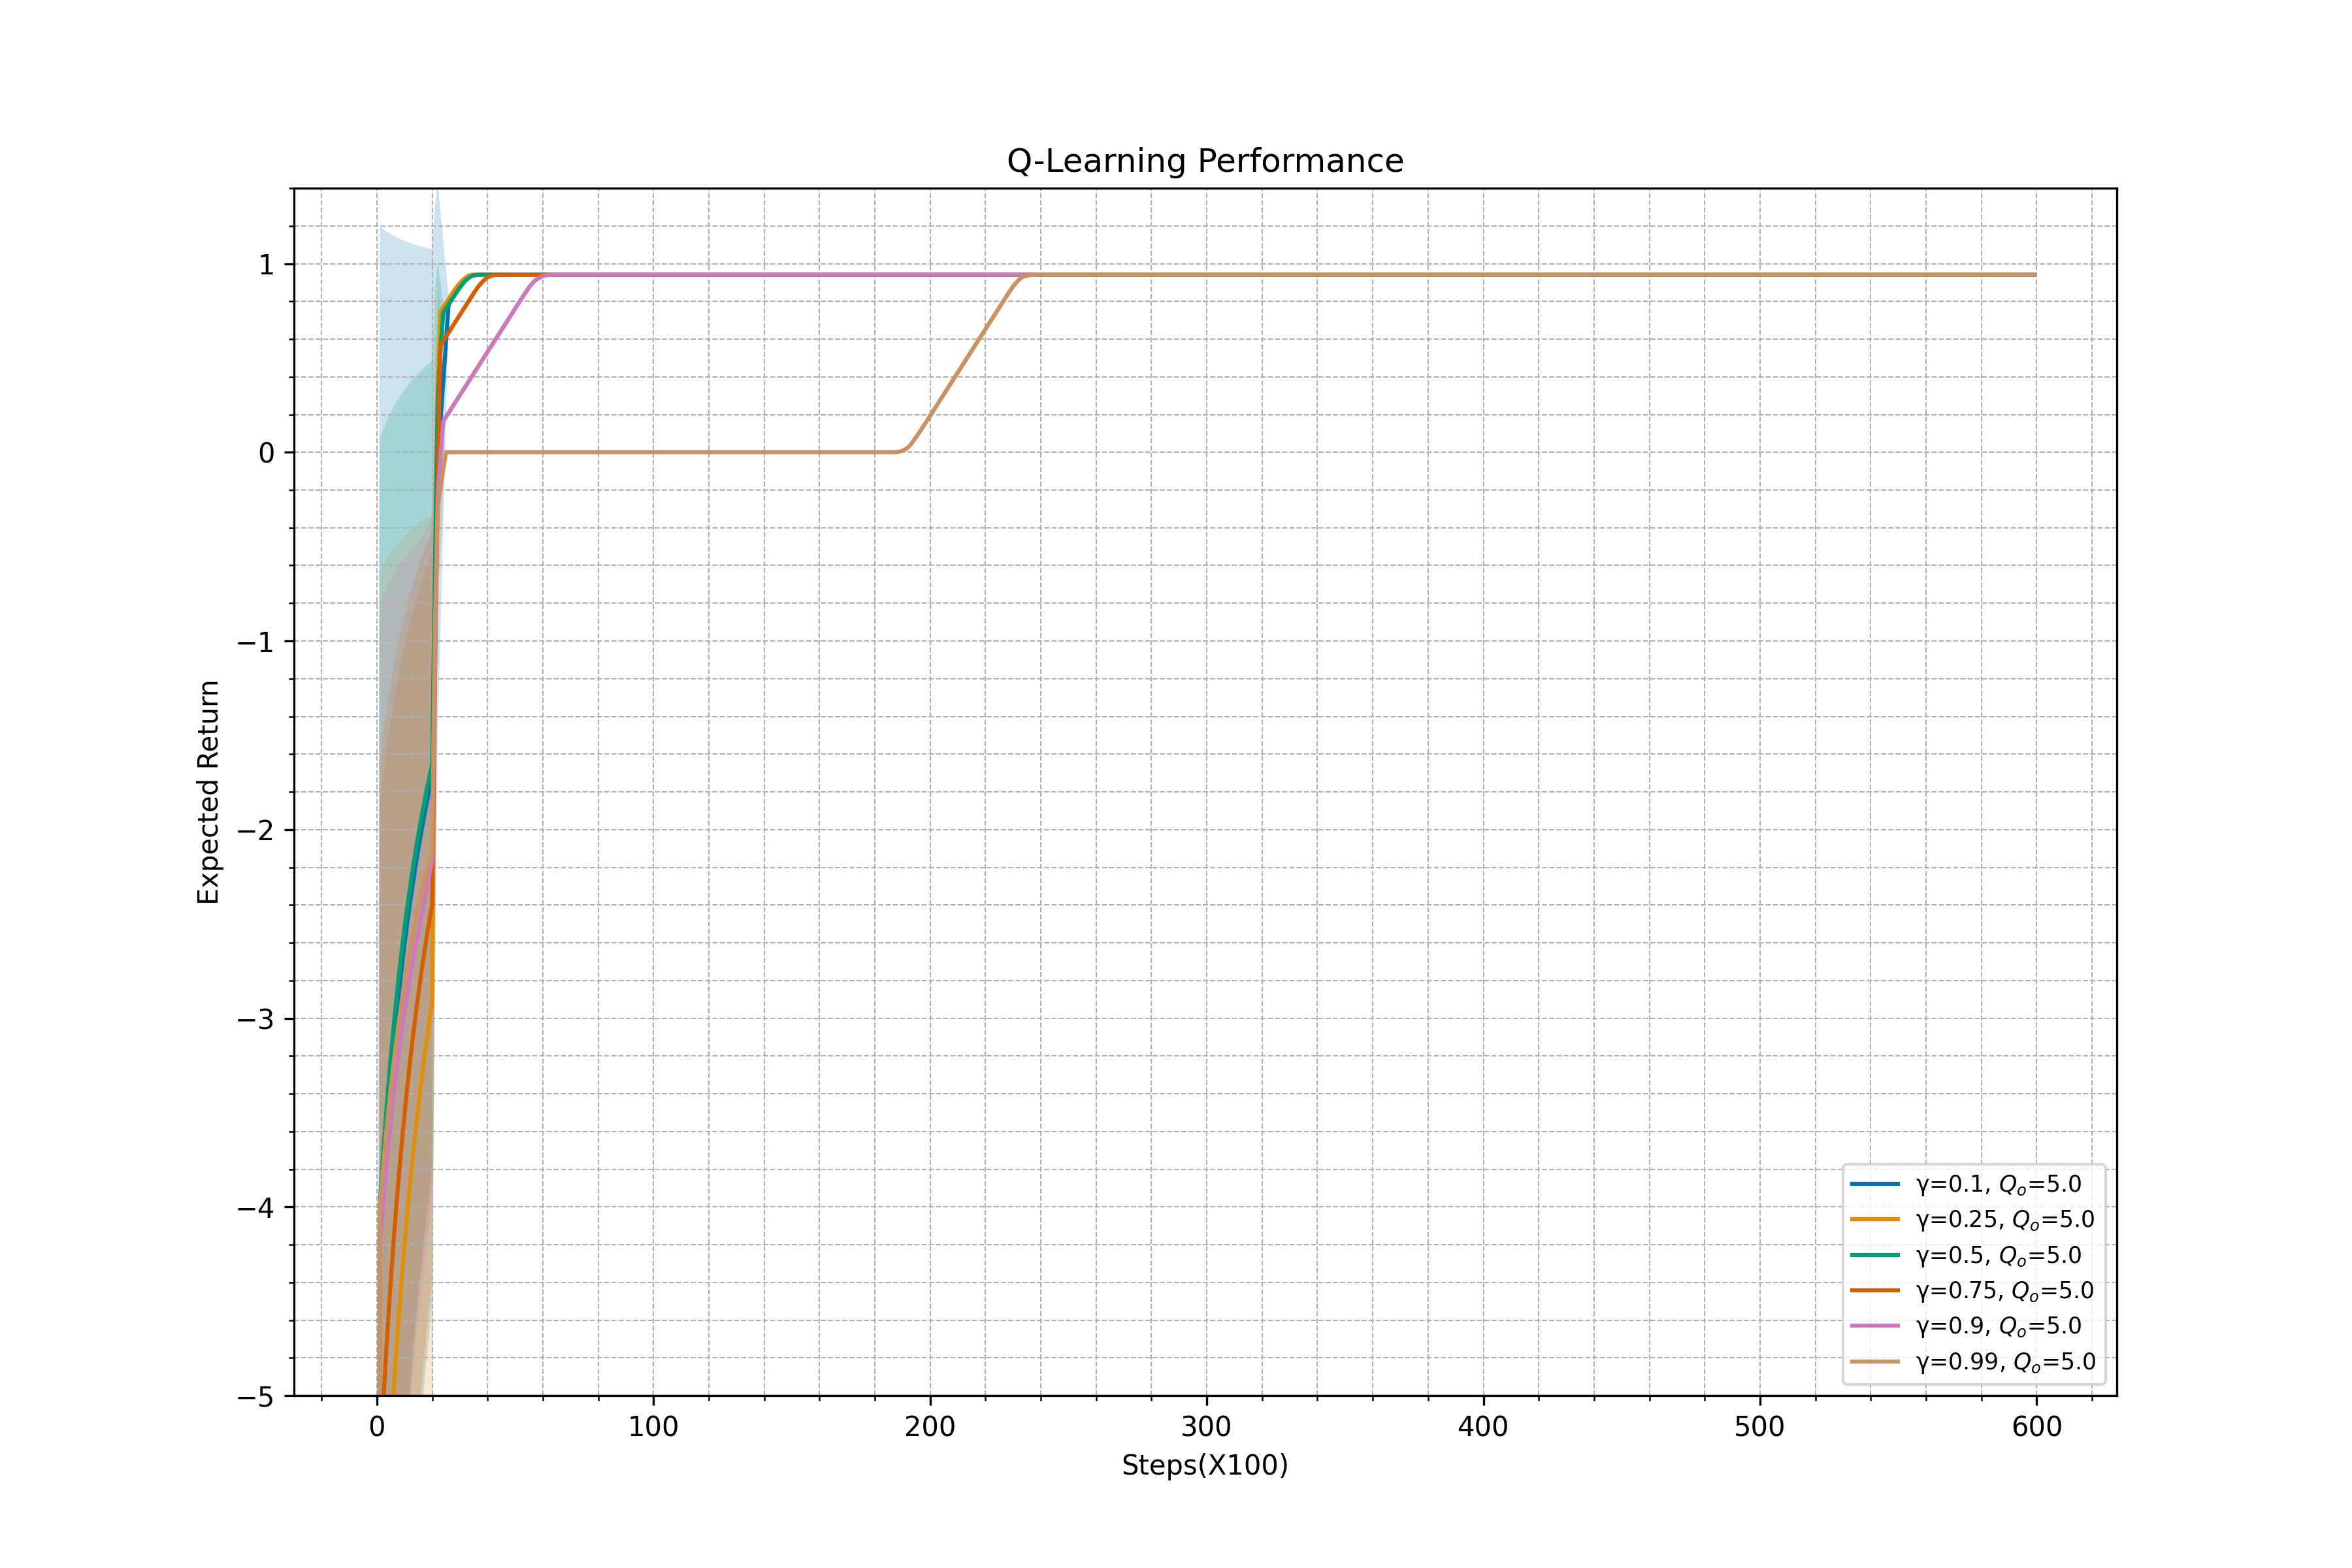 Q-Learning Performance
Expected Return
1
0
−1
−2
−3
−4
−5
0 100 200 300 400 500 600
Steps(X100)
γ=0.1, Qₒ=5.0
γ=0.25, Qₒ=5.0
γ=0.5, Qₒ=5.0
γ=0.75, Qₒ=5.0
γ=0.9, Qₒ=5.0
γ=0.99, Qₒ=5.0